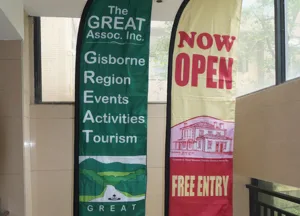 The
GREAT
Assoc. Inc.
Gisborne
Region
Events
Activities
Tourism
GREAT
NOW
OPEN
FREE ENTRY